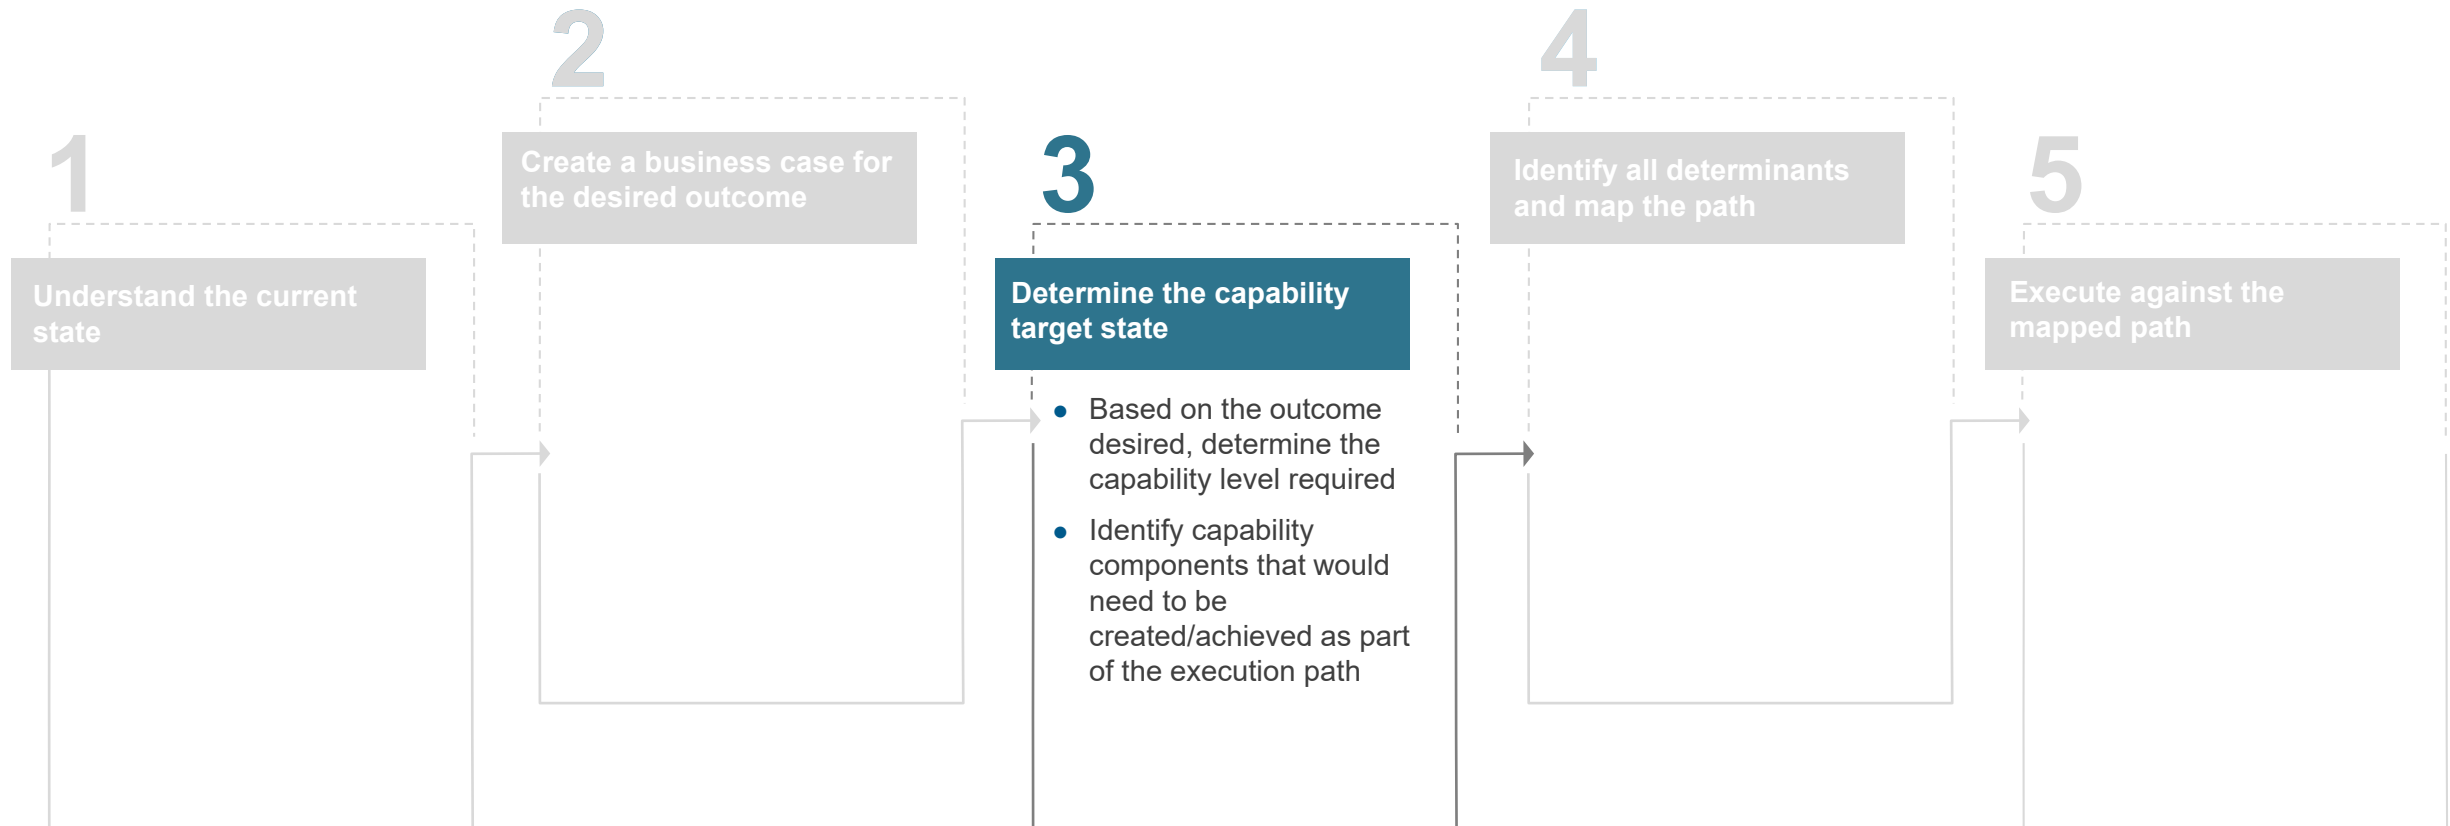 1
Understand the current
state
2
Create a business case for
the desired outcome
3
Determine the capability
target state
● Based on the outcome
desired, determine the
capability level required
● Identify capability
components that would
need to be
created/achieved as part
of the execution path
4
Identify all determinants
and map the path
5
Execute against the
mapped path